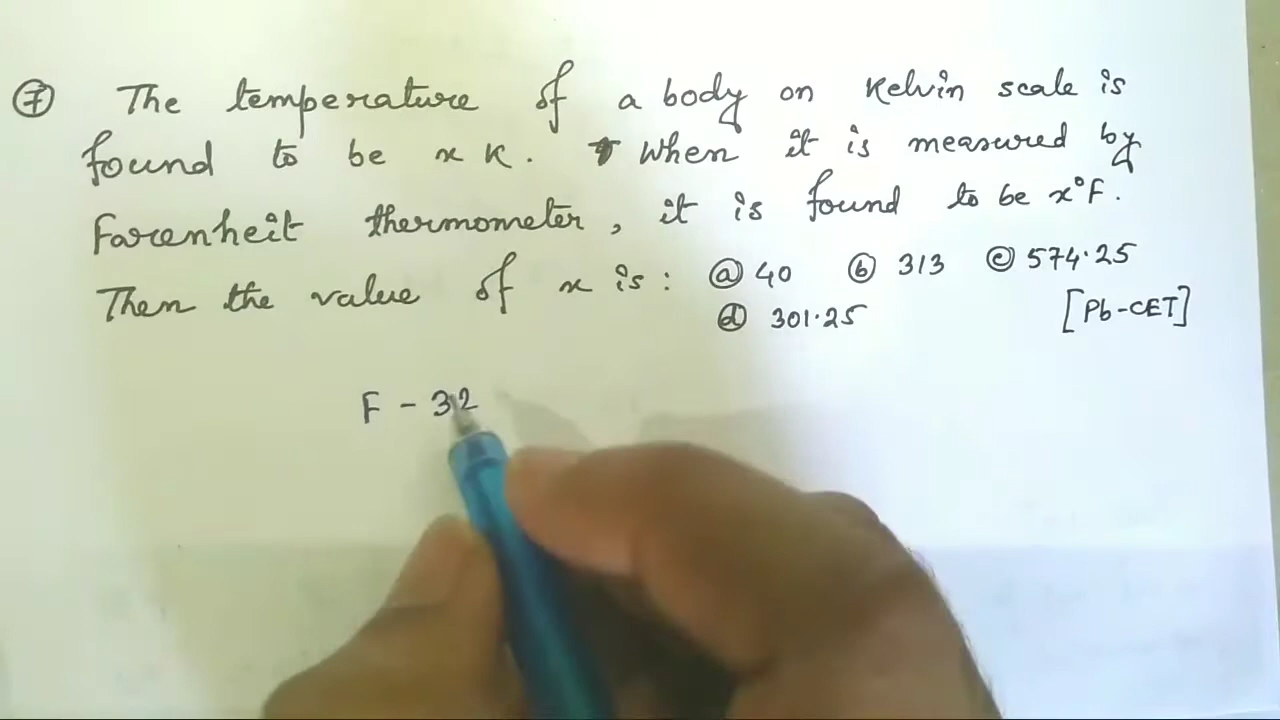 ⑦ The temperature of a body on Kelvin scale is
found to be x K. When it is measured by
Farenheit thermometer, it is found to be x°F.
Then the value of x is: ⓐ 40 ⓑ 313 ⓒ 574.25
ⓓ 301.25 [Pb-CET]
F - 32